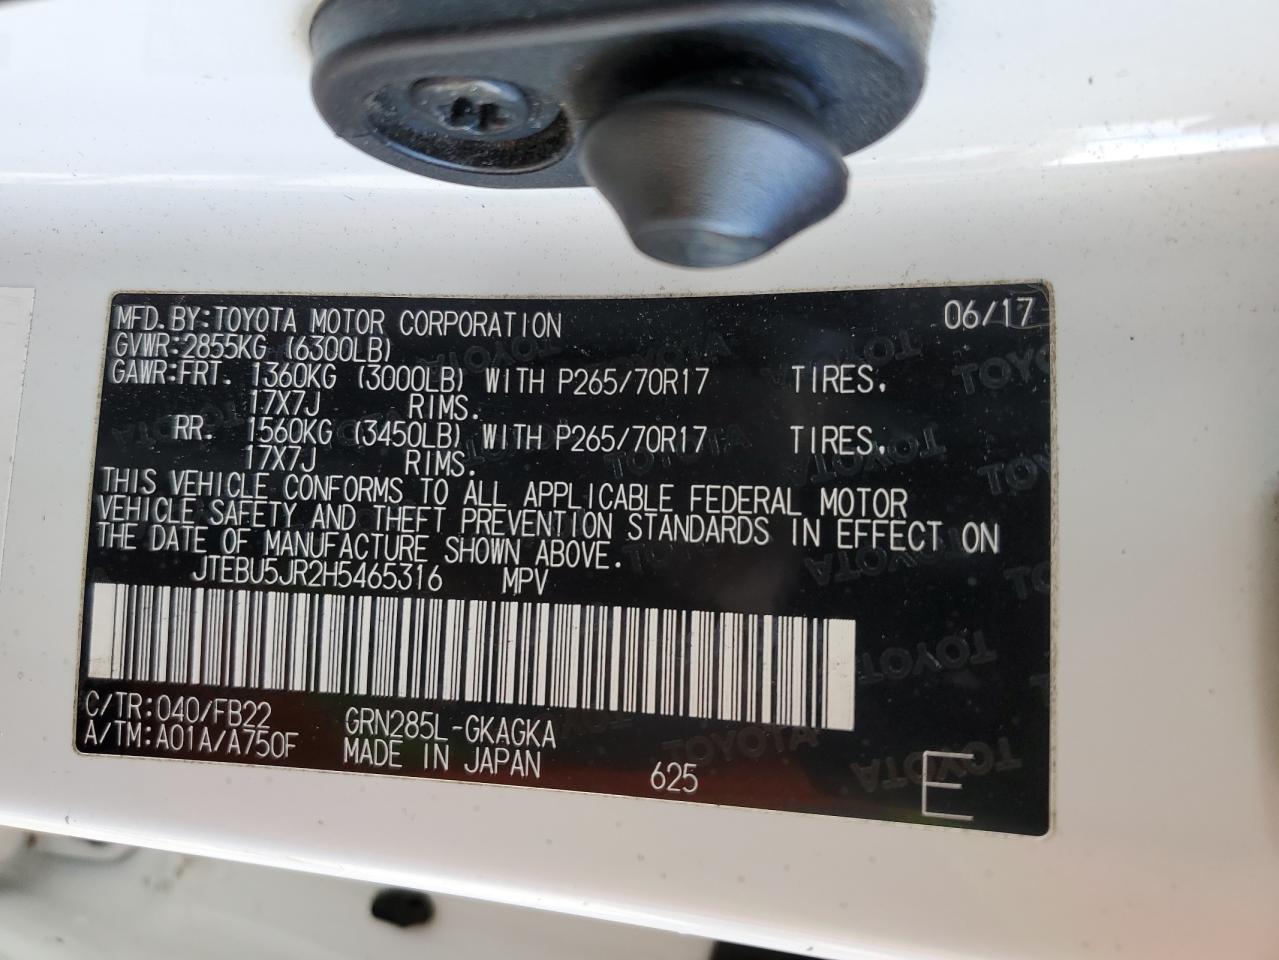 06/17
MFD.BY:TOYOTA MOTOR CORPORATION
GVWR:2855KG (6300LB)
GAWR:FRT. 1360KG (3000LB) WITH P265/70R17 TIRES,
17X7J RIMS.
RR. 1560KG (3450LB) WITH P265/70R17 TIRES,
17X7J RIMS.
THIS VEHICLE CONFORMS TO ALL APPLICABLE FEDERAL MOTOR
VEHICLE SAFETY AND THEFT PREVENTION STANDARDS IN EFFECT ON
THE DATE OF MANUFACTURE SHOWN ABOVE.
JTEBU5JR2H5465316 MPV
C/TR:040/FB22 GRN285L-GKAGKA
A/TM:A01A/A750F MADE IN JAPAN 625
E
TOYOTA